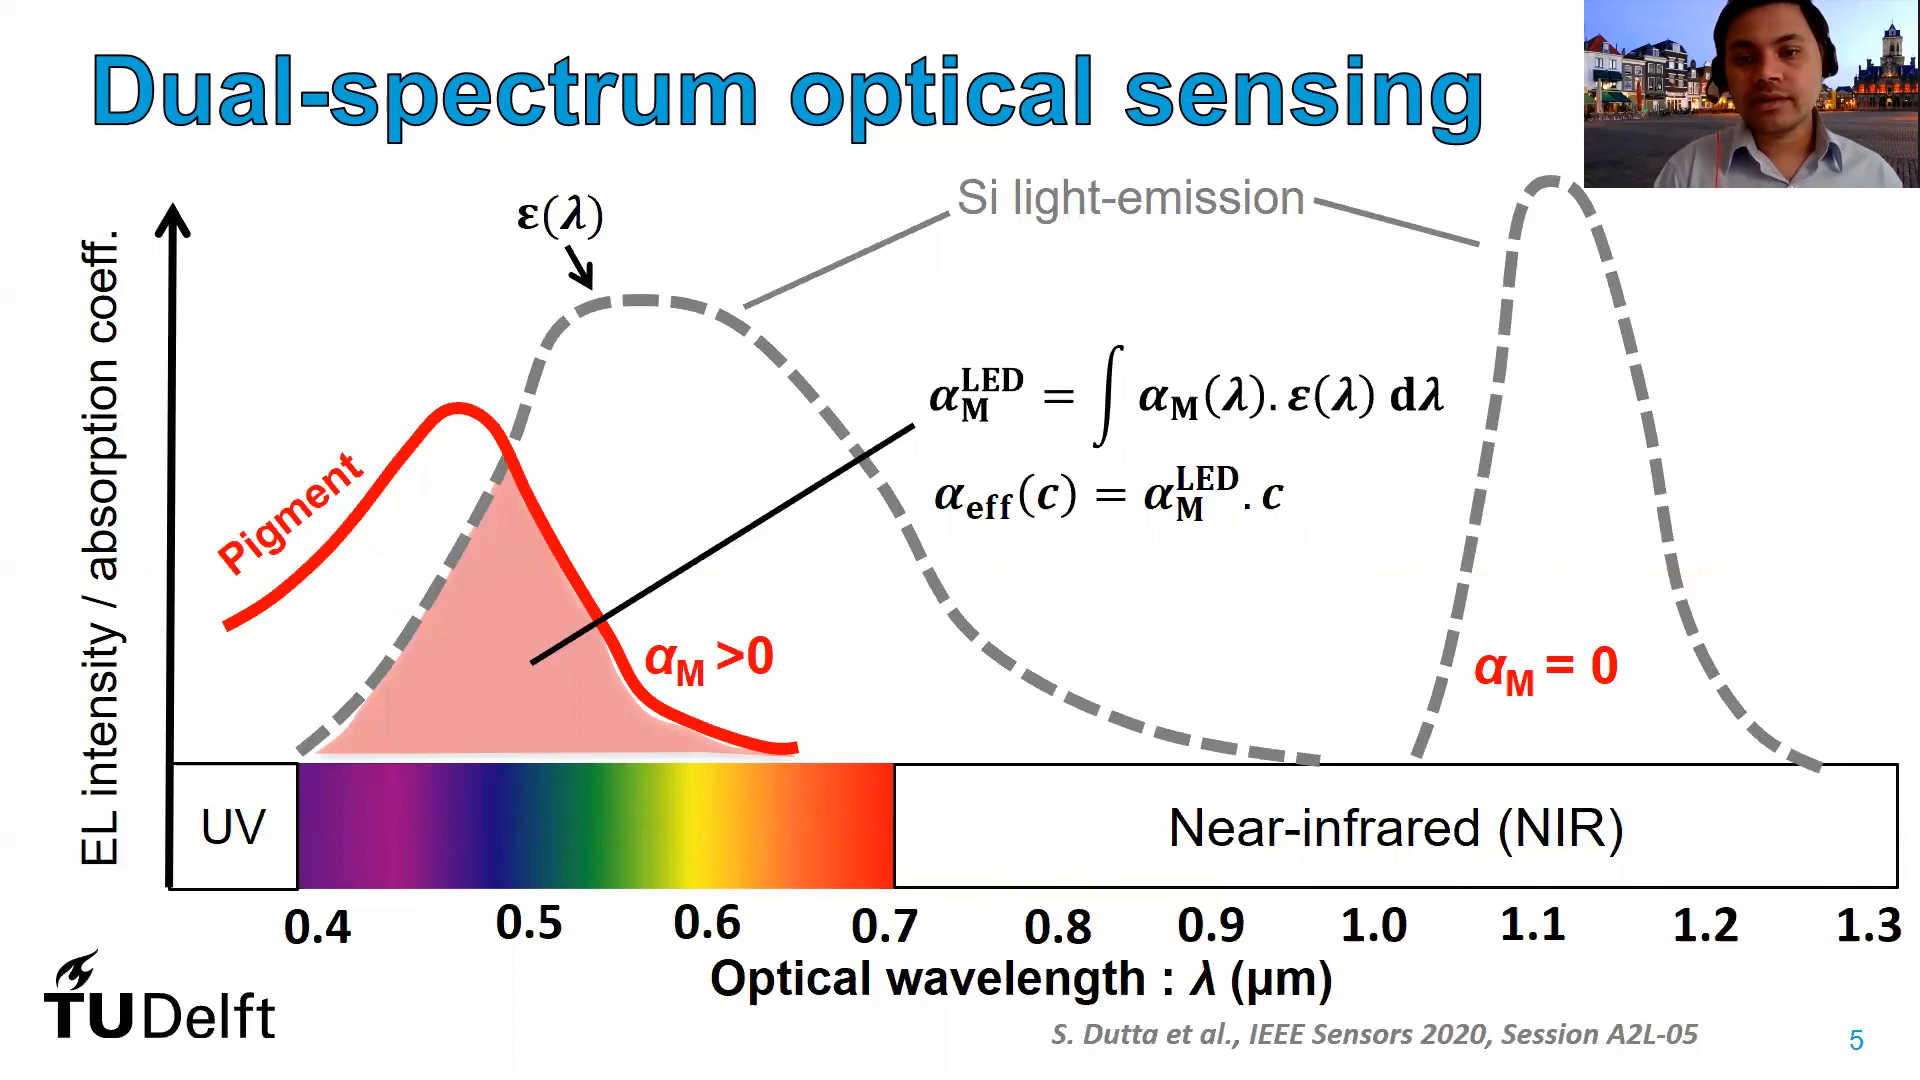 Dual-spectrum optical sensing
ε(λ)
Si light-emission
EL intensity / absorption coeff.
Pigment
α_M^LED = ∫ α_M(λ). ε(λ) dλ
α_eff(c) = α_M^LED . c
α_M >0
α_M = 0
UV
Near-infrared (NIR)
0.4 0.5 0.6 0.7 0.8 0.9 1.0 1.1 1.2 1.3
Optical wavelength : λ (μm)
TUDelft
S. Dutta et al., IEEE Sensors 2020, Session A2L-05
5